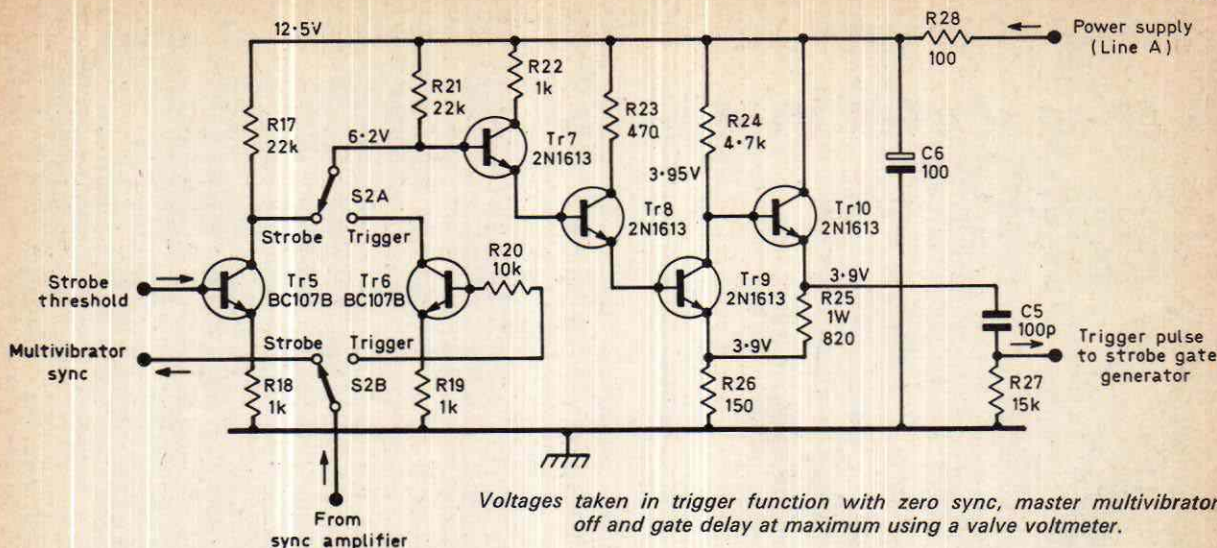 12·5V
R28
100
Power supply
(Line A)
R17
22k
R21
22k
R22
1k
6·2V
Tr7
2N1613
R23
470
R24
4·7k
3·95V
C6
100
S2A
Strobe
Trigger
Tr8
2N1613
Tr10
2N1613
Strobe
threshold
Tr5
BC107B
Tr6
BC107B
R20
10k
Tr9
2N1613
3·9V
R25
1W
820
C5
100p
Multivibrator
sync
Strobe
Trigger
S2B
3·9V
Trigger pulse
to strobe gate
generator
R18
1k
R19
1k
R26
150
R27
15k
From
sync amplifier
Voltages taken in trigger function with zero sync, master multivibrator
off and gate delay at maximum using a valve voltmeter.